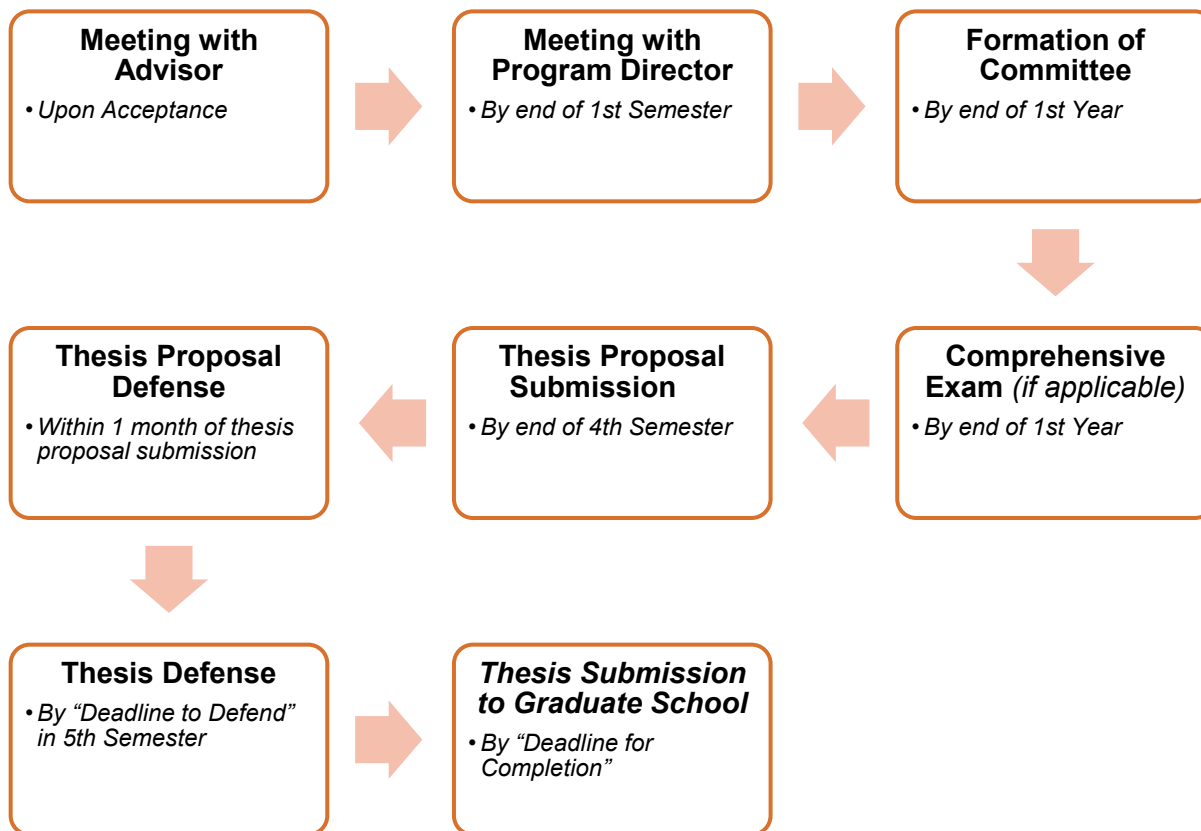 Meeting with
Advisor
• Upon Acceptance
Meeting with
Program Director
• By end of 1st Semester
Formation of
Committee
• By end of 1st Year
Comprehensive
Exam (if applicable)
• By end of 1st Year
Thesis Proposal
Submission
• By end of 4th Semester
Thesis Proposal
Defense
• Within 1 month of thesis
proposal submission
Thesis Defense
• By “Deadline to Defend”
in 5th Semester
Thesis Submission
to Graduate School
• By “Deadline for
Completion”